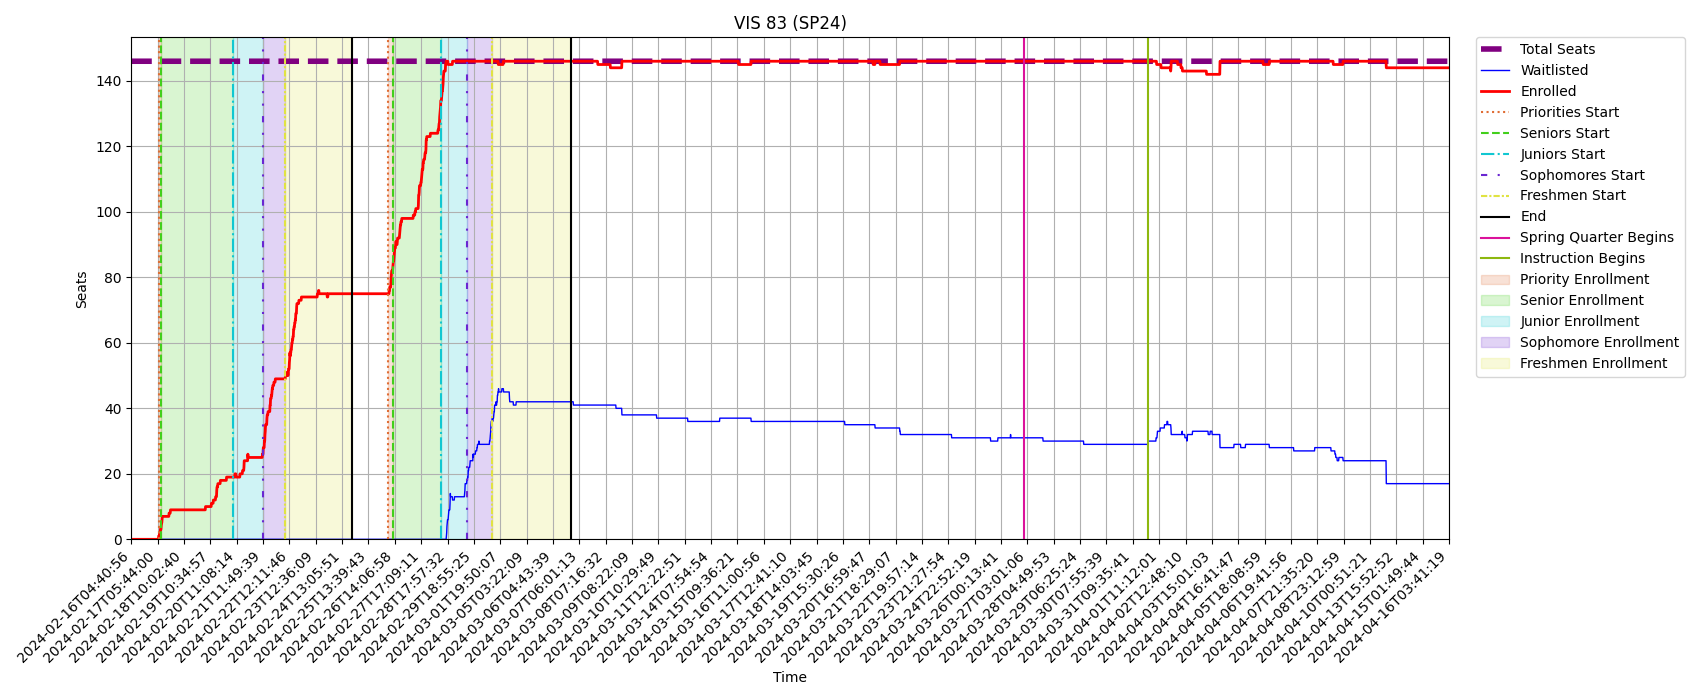 VIS 83 (SP24)
Seats
140
120
100
80
60
40
20
0
2024-02-16T04:40:56
2024-02-17T05:44:00
2024-02-18T10:02:40
2024-02-19T10:34:57
2024-02-20T11:08:14
2024-02-21T11:49:39
2024-02-22T12:11:46
2024-02-23T12:36:09
2024-02-24T13:05:51
2024-02-25T13:39:43
2024-02-26T14:06:58
2024-02-27T17:09:11
2024-02-28T17:57:32
2024-02-29T18:55:25
2024-03-01T19:50:07
2024-03-05T03:22:09
2024-03-06T04:43:39
2024-03-07T06:01:13
2024-03-08T07:16:32
2024-03-09T08:22:09
2024-03-10T10:29:49
2024-03-11T12:22:51
2024-03-14T07:54:54
2024-03-15T09:36:21
2024-03-16T11:00:56
2024-03-17T12:41:10
2024-03-18T14:03:45
2024-03-19T15:30:26
2024-03-20T16:59:47
2024-03-21T18:29:07
2024-03-22T19:57:14
2024-03-23T21:27:54
2024-03-24T22:52:19
2024-03-26T00:13:41
2024-03-27T03:01:06
2024-03-28T04:49:53
2024-03-29T06:25:24
2024-03-30T07:55:39
2024-03-31T09:35:41
2024-04-01T11:12:01
2024-04-02T12:48:10
2024-04-03T15:01:03
2024-04-04T16:41:47
2024-04-05T18:08:59
2024-04-06T19:41:56
2024-04-07T21:35:20
2024-04-08T23:12:59
2024-04-10T00:51:21
2024-04-13T15:52:52
2024-04-15T01:49:44
2024-04-16T03:41:19
Time
Total Seats
Waitlisted
Enrolled
Priorities Start
Seniors Start
Juniors Start
Sophomores Start
Freshmen Start
End
Spring Quarter Begins
Instruction Begins
Priority Enrollment
Senior Enrollment
Junior Enrollment
Sophomore Enrollment
Freshmen Enrollment